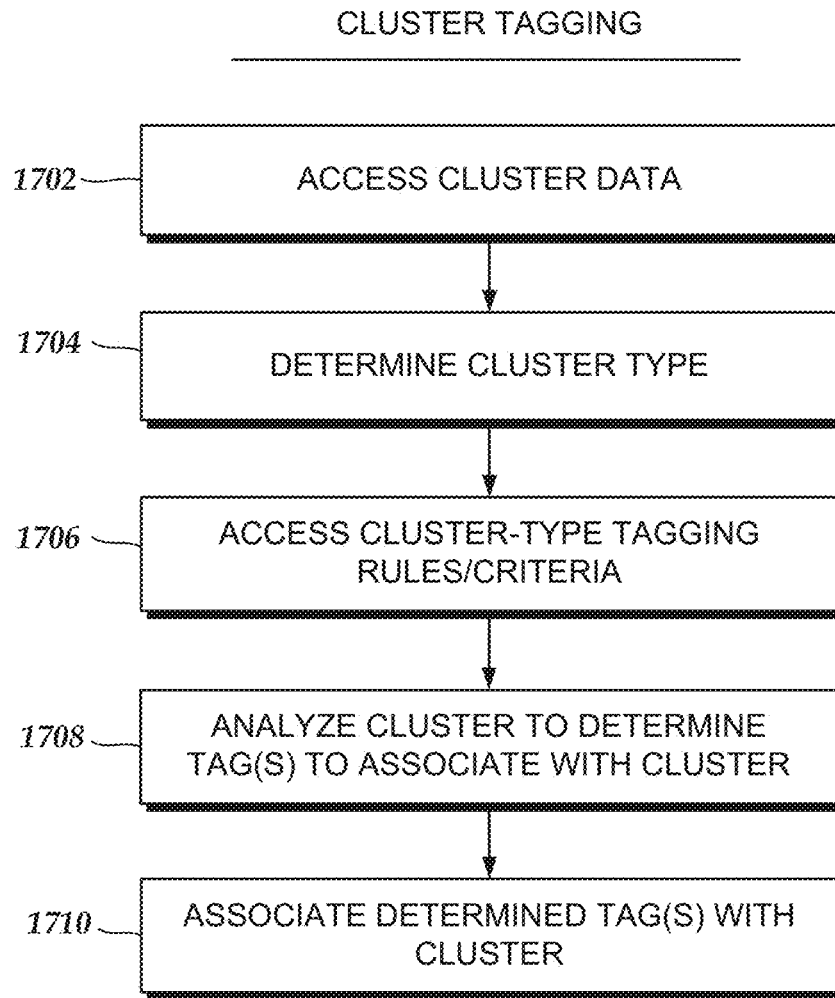 CLUSTER TAGGING
1702
ACCESS CLUSTER DATA
1704
DETERMINE CLUSTER TYPE
1706
ACCESS CLUSTER-TYPE TAGGING
RULES/CRITERIA
1708
ANALYZE CLUSTER TO DETERMINE
TAG(S) TO ASSOCIATE WITH CLUSTER
1710
ASSOCIATE DETERMINED TAG(S) WITH
CLUSTER